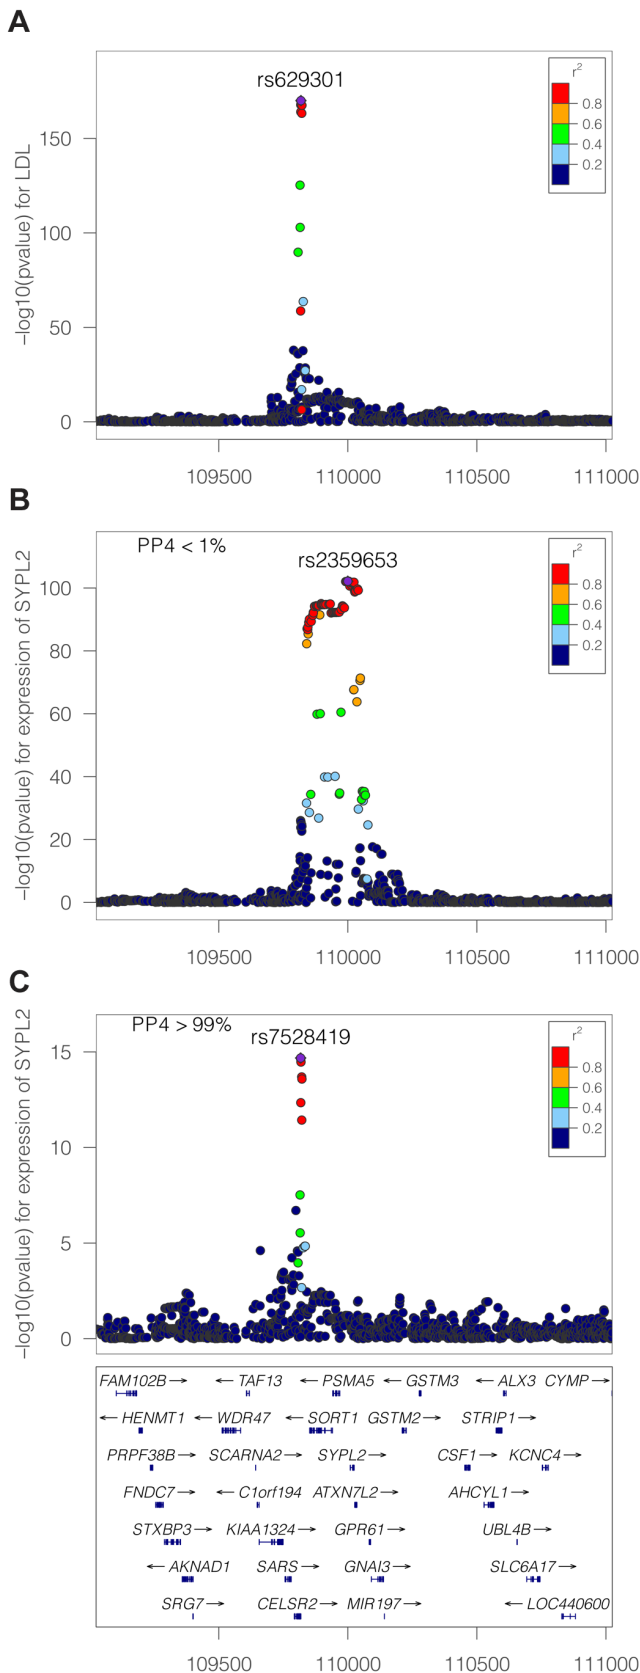 A
rs629301
r²
0.8
0.6
0.4
0.2
−log10(pvalue) for LDL
150
100
50
0
109500 110000 110500 111000
B
PP4 < 1%
rs2359653
r²
0.8
0.6
0.4
0.2
−log10(pvalue) for expression of SYPL2
100
80
60
40
20
0
109500 110000 110500 111000
C
PP4 > 99%
rs7528419
r²
0.8
0.6
0.4
0.2
−log10(pvalue) for expression of SYPL2
15
10
5
0
FAM102B → ← TAF13 ← PSMA5 ← GSTM3 ← ALX3 CYMP →
← HENMT1 ← WDR47 ← SORT1 GSTM2 → STRIP1 →
PRPF38B → SCARNA2 → SYPL2 → CSF1 → KCNC4 →
FNDC7 → ← C1orf194 ATXN7L2 → AHCYL1 →
STXBP3 → KIAA1324 → GPR61 → UBL4B →
← AKNAD1 SARS → GNAI3 → SLC6A17 →
SRG7 → CELSR2 → MIR197 → ← LOC440600
109500 110000 110500 111000